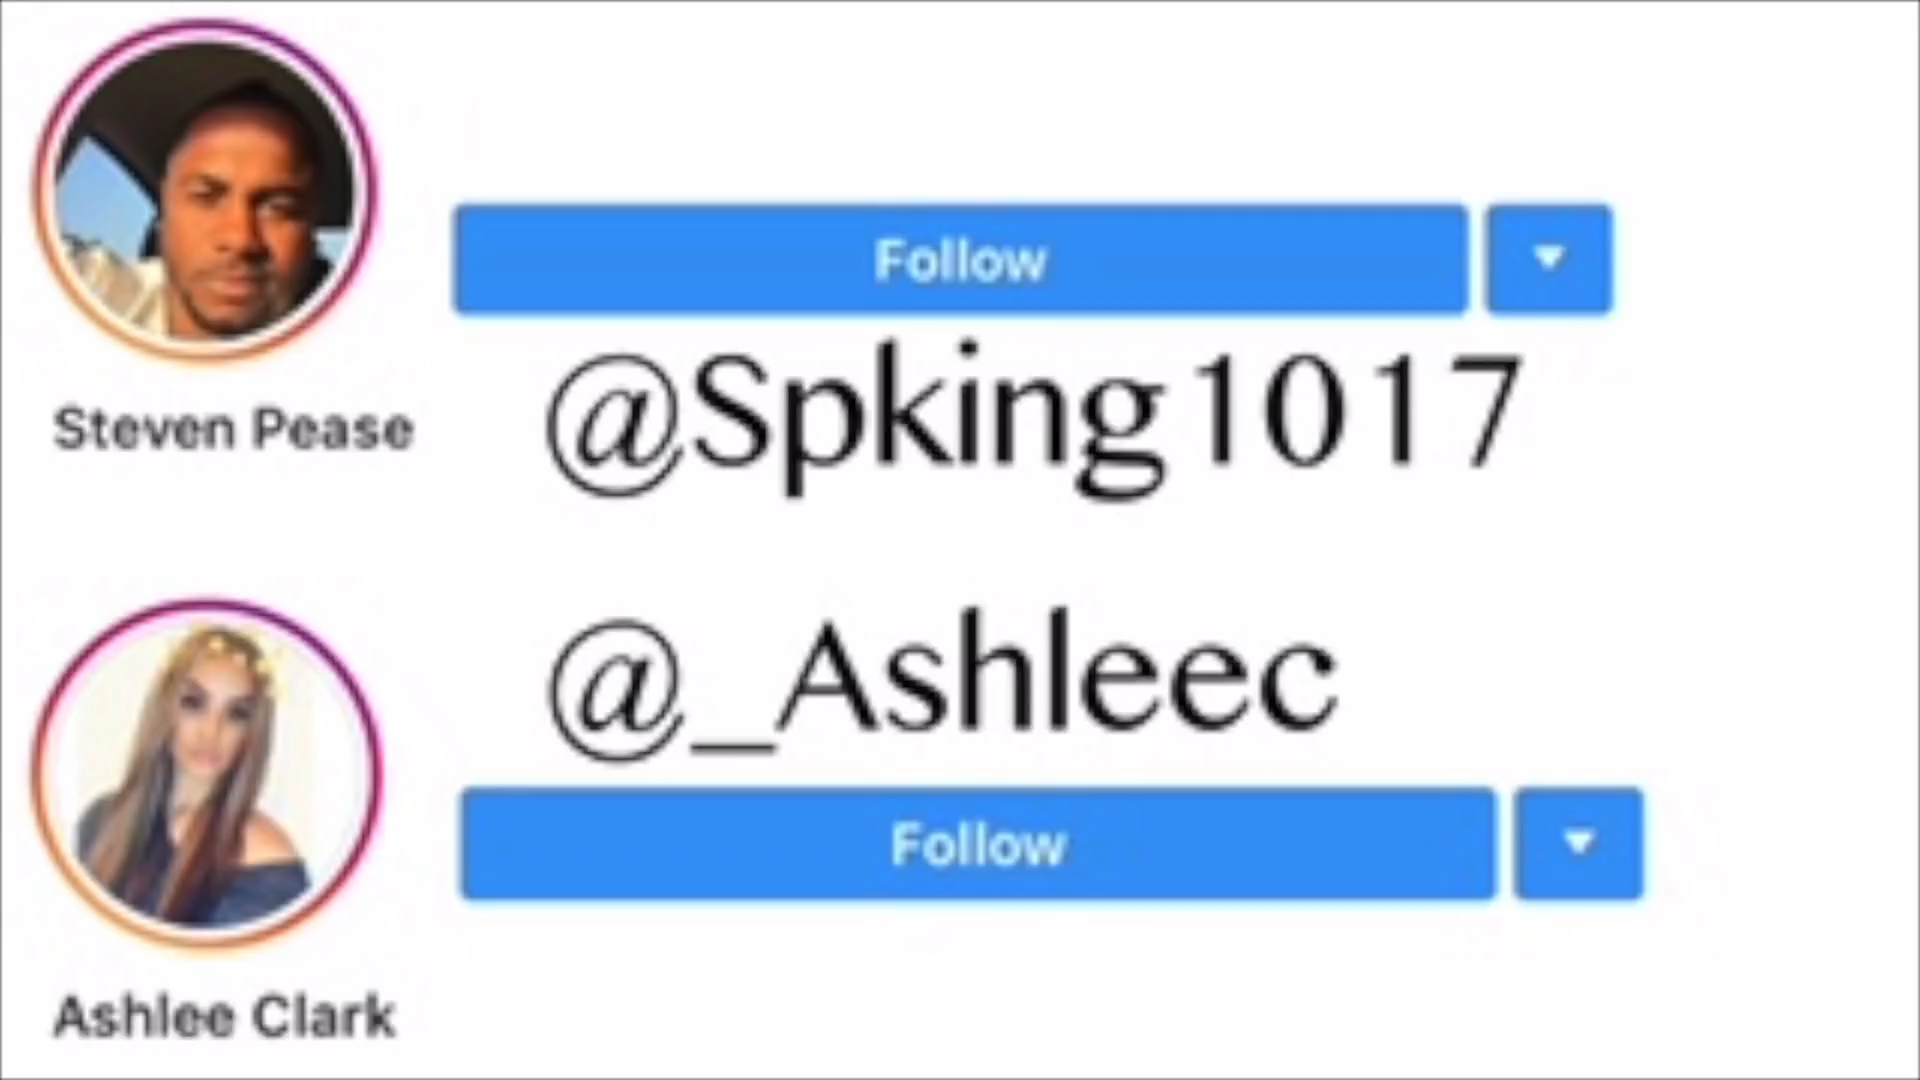 Follow
@Spking1017
Steven Pease
@_Ashleec
Follow
Ashlee Clark